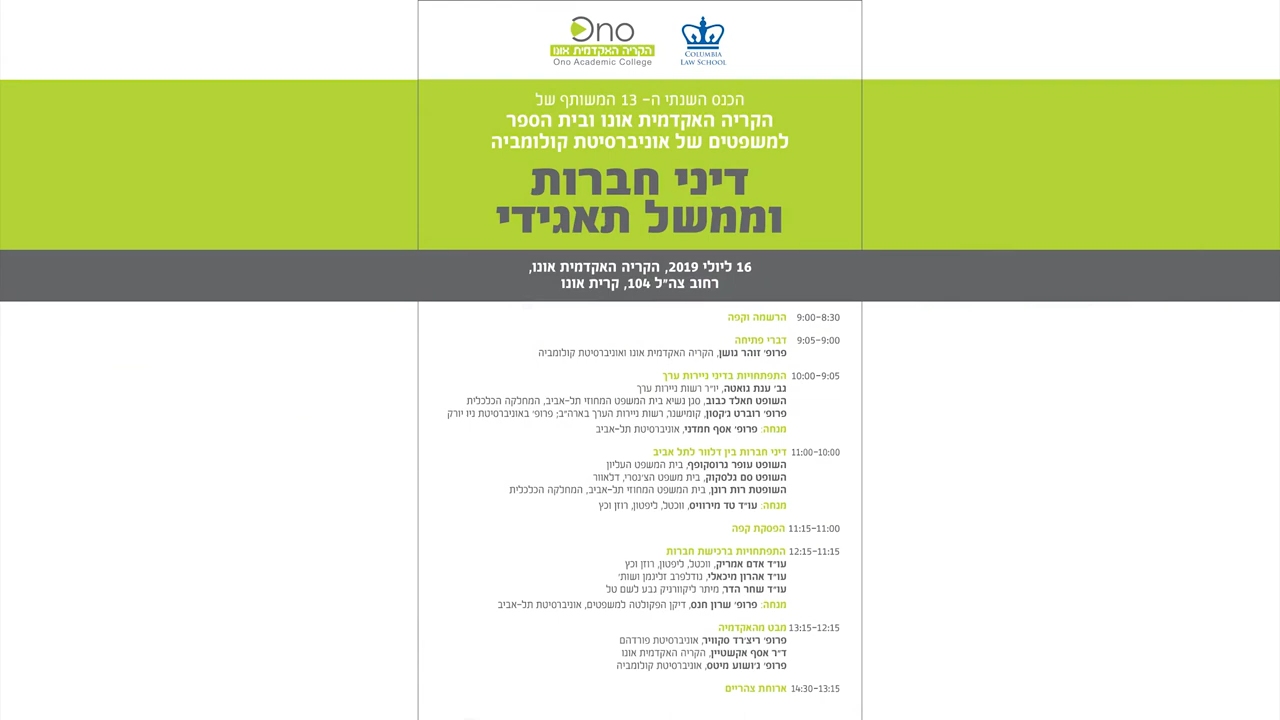 Ono
הקריה האקדמית אונו
Ono Academic College
COLUMBIA
LAW SCHOOL
הכנס השנתי ה- 13 המשותף של
הקריה האקדמית אונו ובית הספר
למשפטים של אוניברסיטת קולומביה
דיני חברות
וממשל תאגידי
16 ליולי 2019, הקריה האקדמית אונו,
רחוב צה"ל 104, קרית אונו
9:00-8:30 הרשמה וקפה
9:05-9:00 דברי פתיחה
פרופ' זוהר גושן, הקריה האקדמית אונו ואוניברסיטת קולומביה
10:00-9:05 התפתחויות בדיני ניירות ערך
גב' ענת גואטה, יו"ר רשות ניירות ערך
השופט חאלד כבוב, סגן נשיא בית המשפט המחוזי תל-אביב, המחלקה הכלכלית
פרופ' רוברט ג'קסון, קומישנר, רשות ניירות הערך בארה"ב; פרופ' באוניברסיטת ניו יורק
מנחה: פרופ' אסף חמדני, אוניברסיטת תל-אביב
11:00-10:00 דיני חברות בין דלוור לתל אביב
השופט עופר גרוסקופף, בית המשפט העליון
השופט סם גלסקוק, בית משפט הצ'נסרי, דלאוור
השופטת רות רונן, בית המשפט המחוזי תל-אביב, המחלקה הכלכלית
מנחה: עו"ד טד מירוויס, ווכטל, ליפטון, רוזן וכץ
11:15-11:00 הפסקת קפה
12:15-11:15 התפתחויות ברכישת חברות
עו"ד אדם אמריק, ווכטל, ליפטון, רוזן וכץ
עו"ד אהרון מיכאלי, גודלפרב זליגמן ושות'
עו"ד שחר הדר, מיתר ליקוורניק גבע לשם טל
מנחה: פרופ' שרון חנס, דיקן הפקולטה למשפטים, אוניברסיטת תל-אביב
13:15-12:15 מבט מהאקדמיה
פרופ' ריצ'רד סקוויר, אוניברסיטת פורדהם
ד"ר אסף אקשטיין, הקריה האקדמית אונו
פרופ' ג'ושוע מיטס, אוניברסיטת קולומביה
14:30-13:15 ארוחת צהריים